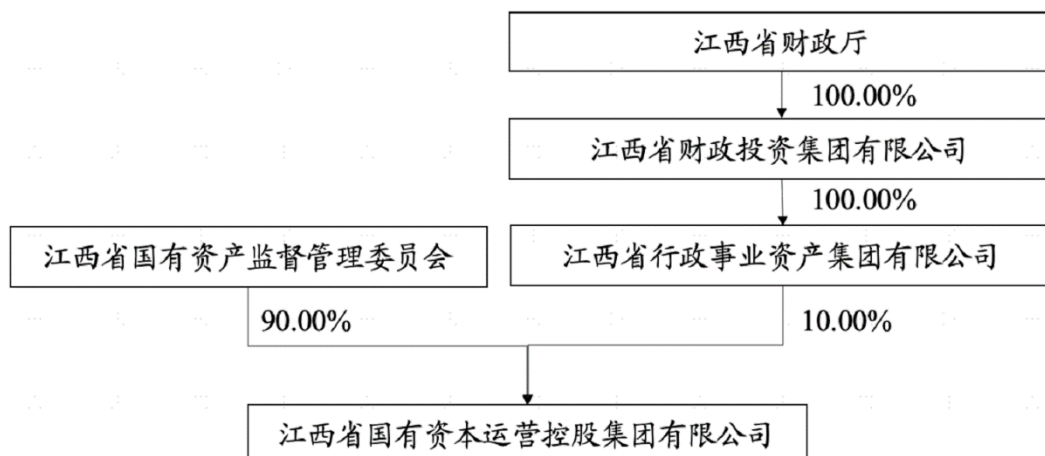 江西省财政厅
100.00%
江西省财政投资集团有限公司
100.00%
江西省国有资产监督管理委员会
江西省行政事业资产集团有限公司
90.00%
10.00%
江西省国有资本运营控股集团有限公司